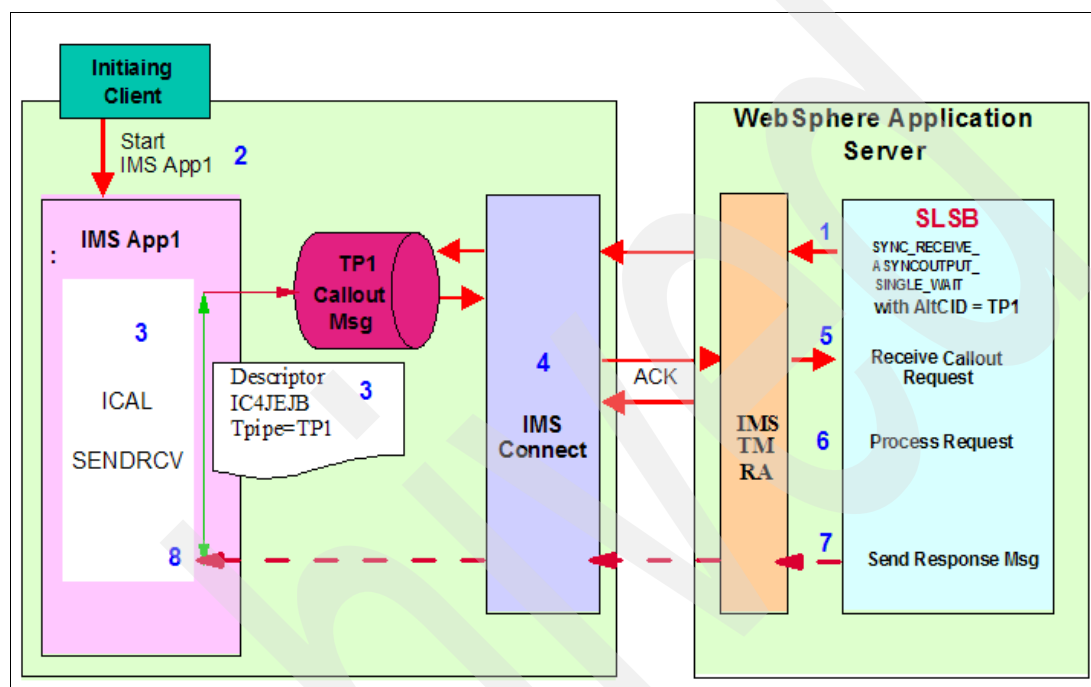 Initiaing
Client
Start
IMS App1
2
IMS App1
:
3
ICAL
SENDRCV
8
TP1
Callout
Msg
Descriptor
IC4JEJB
Tpipe=TP1
3
4
IMS
Connect
ACK
WebSphere Application
Server
IMS
TM
RA
1
SLSB
SYNC_RECEIVE_
ASYNCOUTPUT_
SINGLE_WAIT
with AltCID = TP1
5
Receive Callout
Request
6
Process Request
7
Send Response Msg